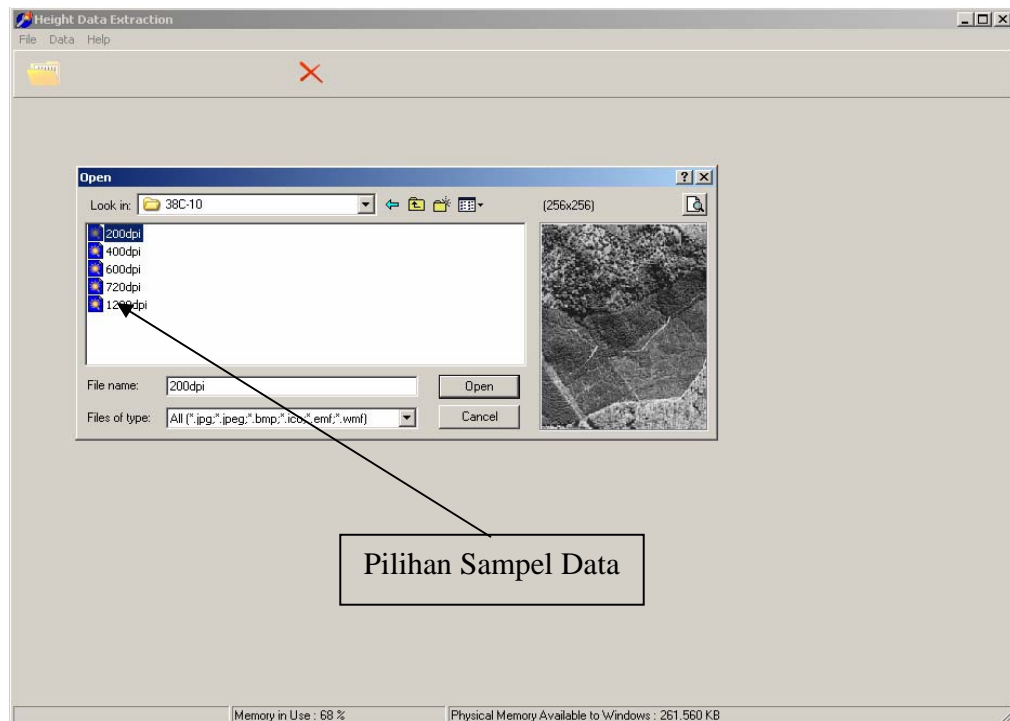 Height Data Extraction
File Data Help
Open
Look in: 38C-10
(256x256)
200dpi
400dpi
600dpi
720dpi
1200dpi
File name: 200dpi Open
Files of type: All (*.jpg;*.jpeg;*.bmp;*.ico;*.emf;*.wmf) Cancel
Pilihan Sampel Data
Memory in Use : 68 % Physical Memory Available to Windows : 261.560 KB